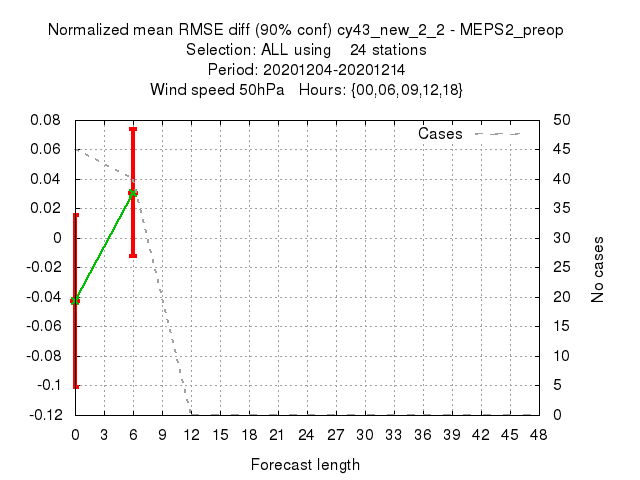 Normalized mean RMSE diff (90% conf) cy43_new_2_2 - MEPS2_preop
Selection: ALL using 24 stations
Period: 20201204-20201214
Wind speed 50hPa Hours: {00,06,09,12,18}
Cases
0.08
0.06
0.04
0.02
0
-0.02
-0.04
-0.06
-0.08
-0.1
-0.12
50
45
40
35
30
25
20
15
10
5
0
No cases
0 3 6 9 12 15 18 21 24 27 30 33 36 39 42 45 48
Forecast length